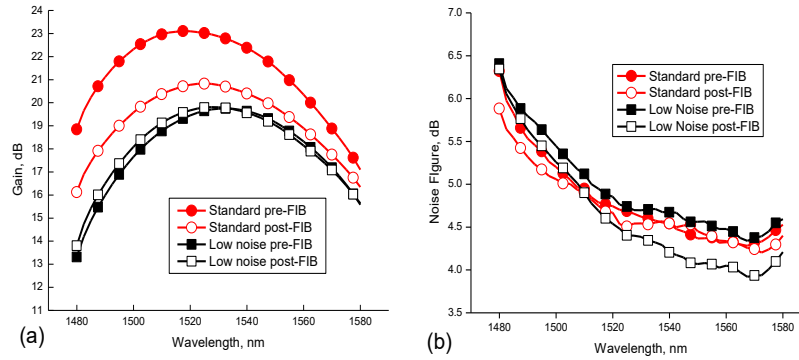 24
23
22
21
20
19
18
17
16
15
14
13
12
11
Gain, dB
Standard pre-FIB
Standard post-FIB
Low noise pre-FIB
Low noise post-FIB
1480 1500 1520 1540 1560 1580
Wavelength, nm
(a)
7.0
6.5
6.0
5.5
5.0
4.5
4.0
3.5
Noise FIgure, dB
Standard pre-FIB
Standard post-FIB
Low Noise pre-FIB
Low Noise post-FIB
1480 1500 1520 1540 1560 1580
Wavelength, nm
(b)